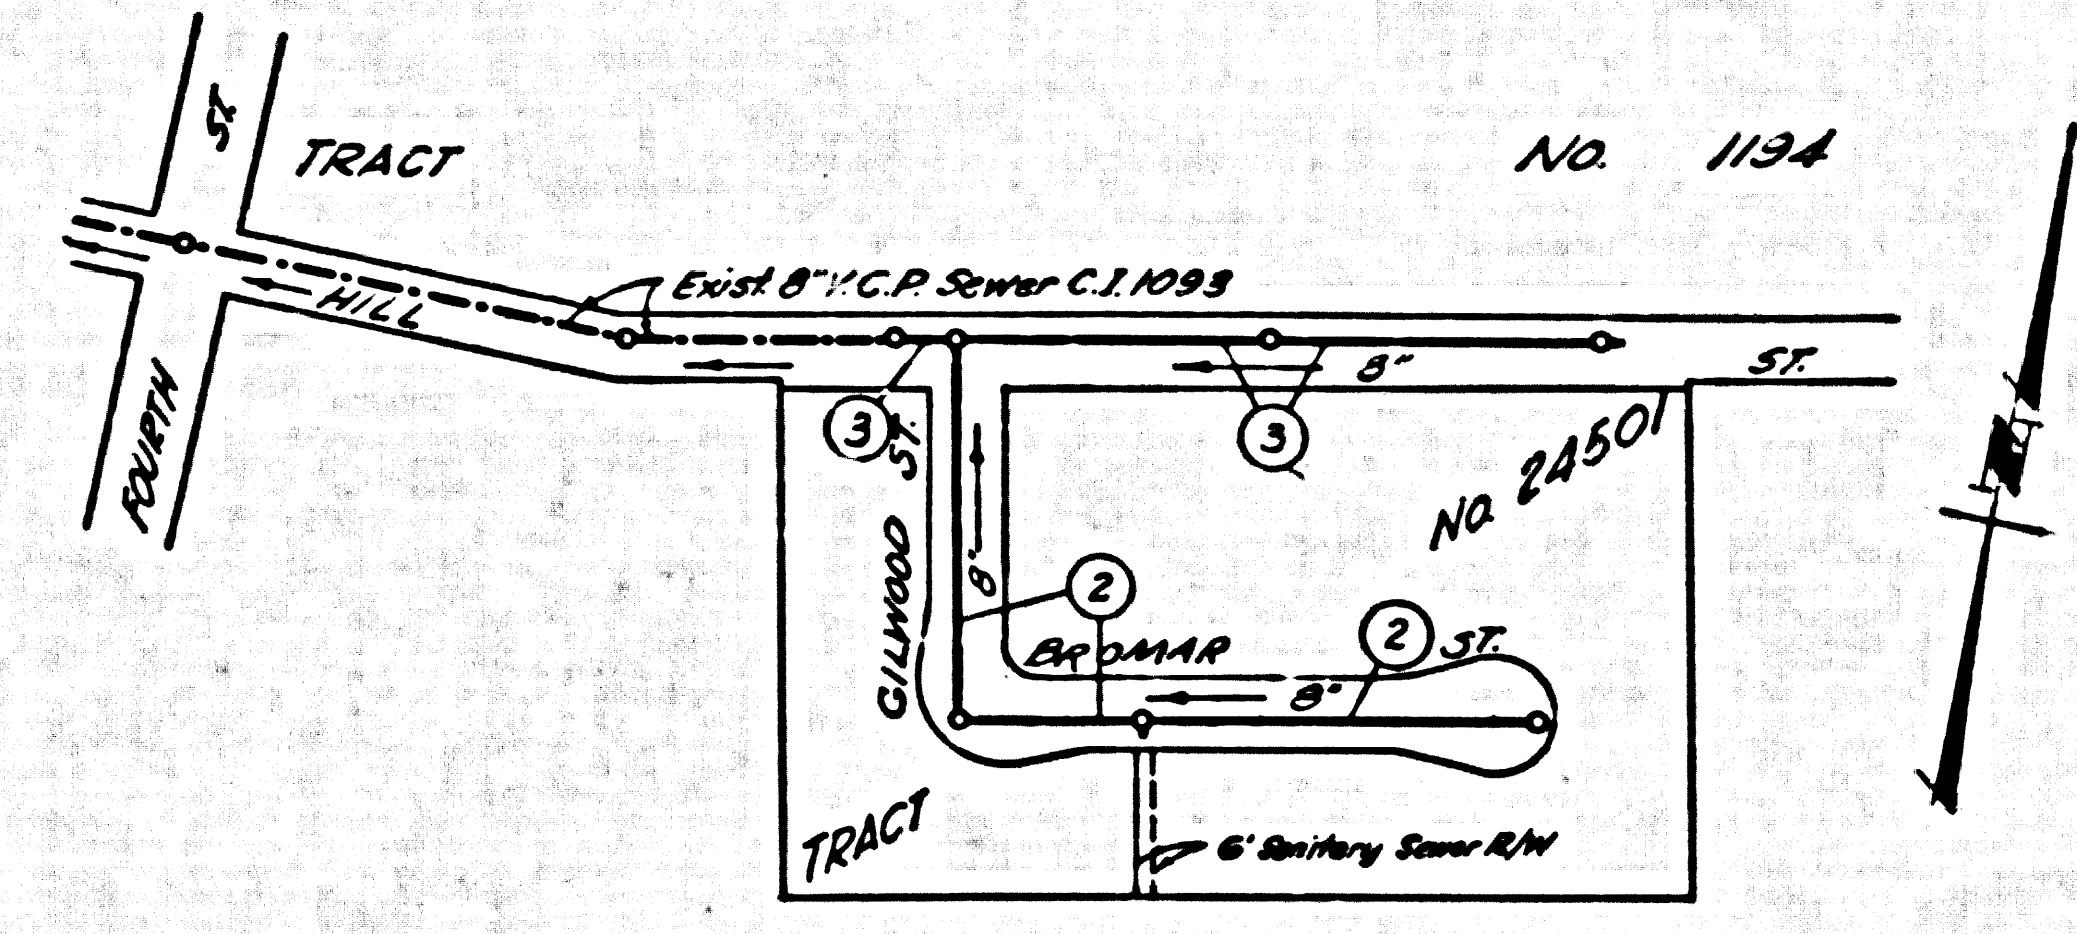 ST.
TRACT NO. 1194
Exist. 8" V.C.P. Sewer C.I. 1093
HILL ST.
8"
FOURTH
3
3
GILLWOOD ST.
8"
NO. 24501
2
2
BROMAR ST.
8"
TRACT
6' Sanitary Sewer R/W